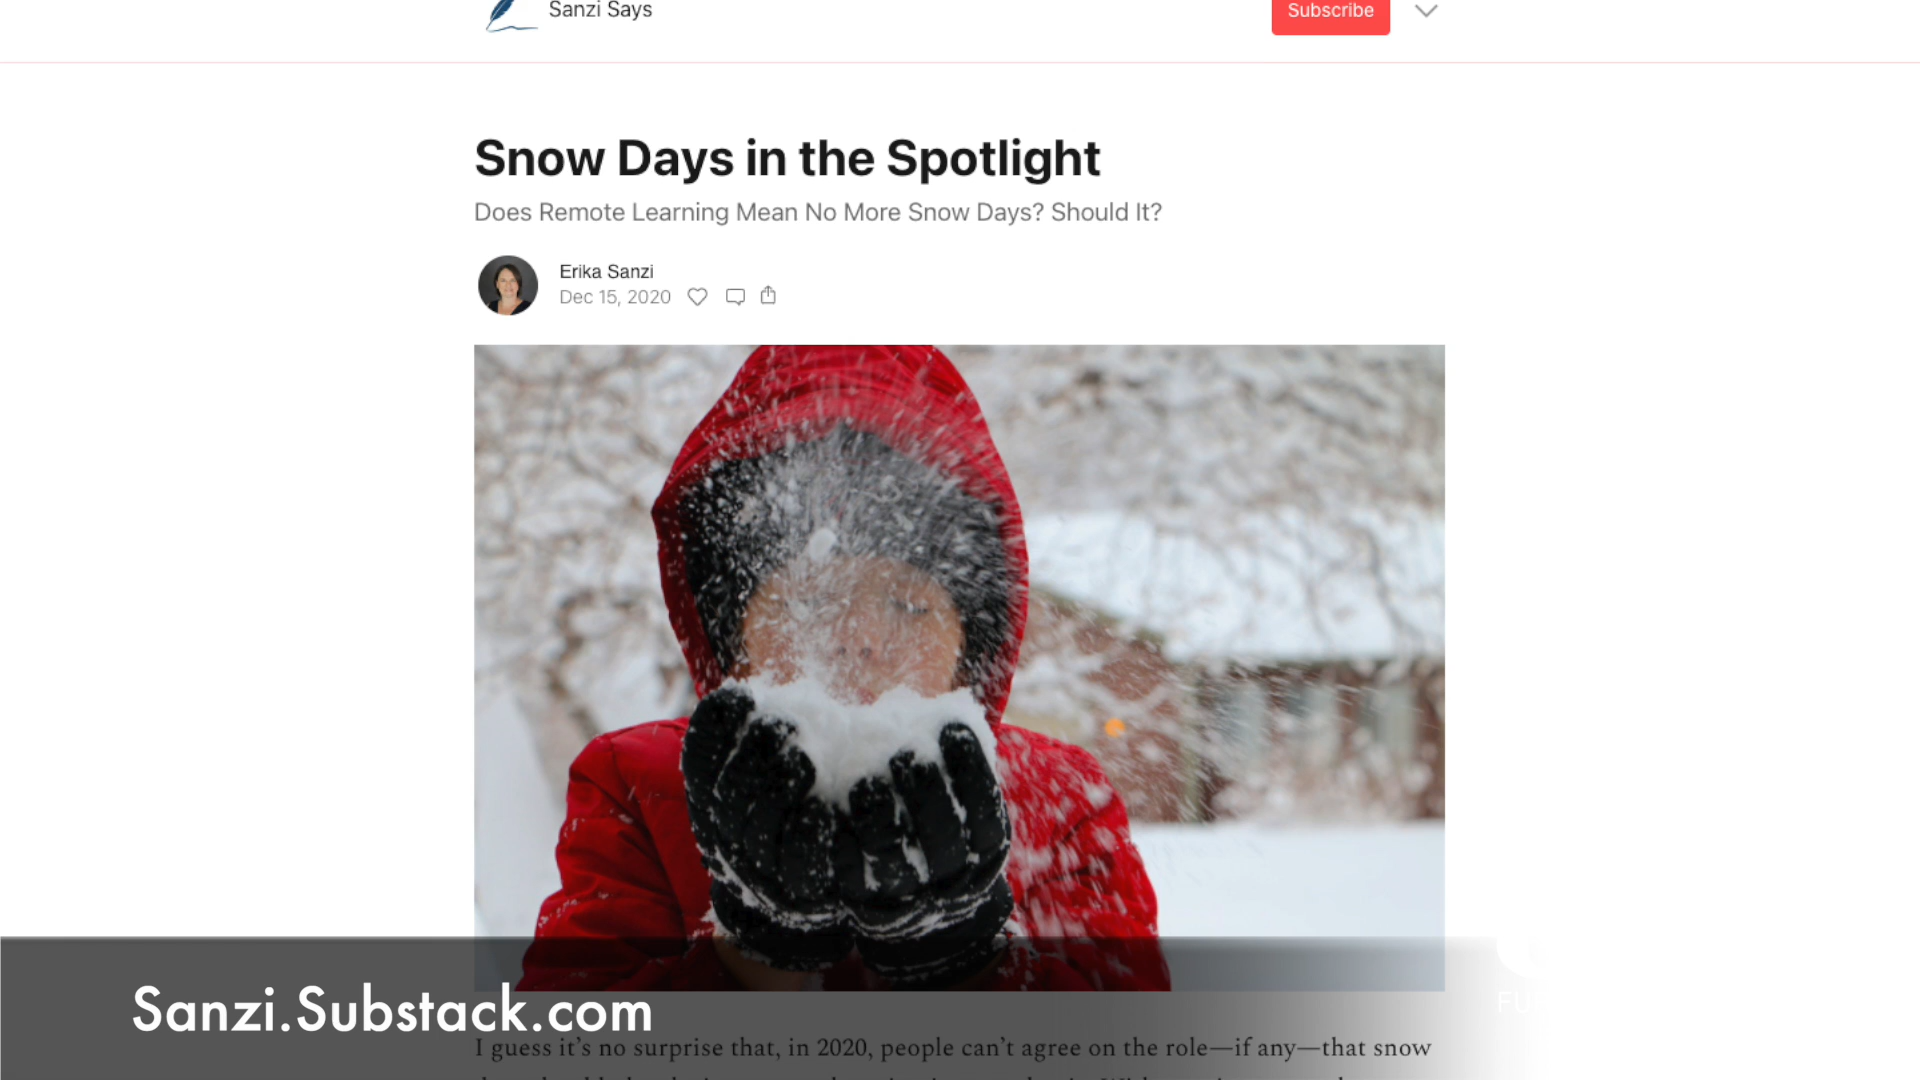 Sanzi Says
Subscribe
Snow Days in the Spotlight
Does Remote Learning Mean No More Snow Days? Should It?
Erika Sanzi
Dec 15, 2020
Sanzi.Substack.com
I guess it’s no surprise that, in 2020, people can’t agree on the role—if any—that snow